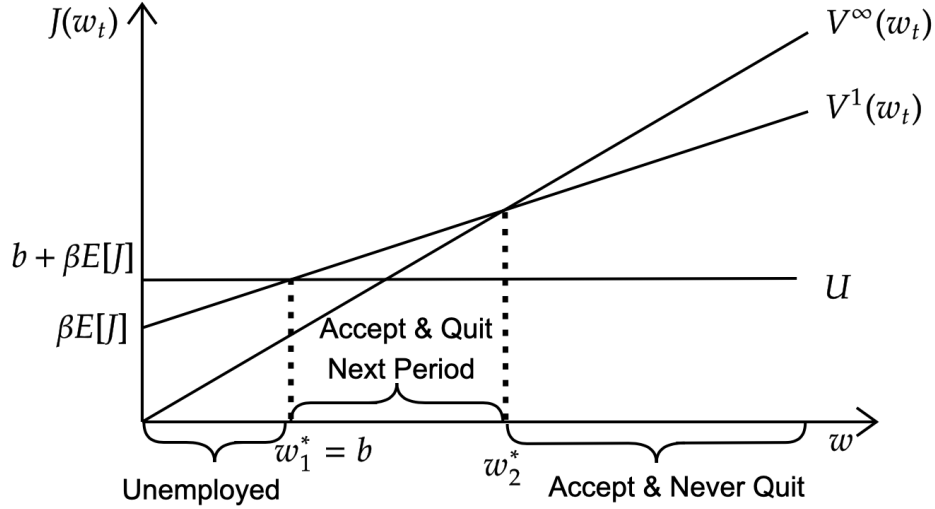 J(w_t)
V^∞(w_t)
V^1(w_t)
b + βE[J]
U
βE[J]
Accept & Quit
Next Period
w_1^* = b
w_2^*
w
Unemployed
Accept & Never Quit